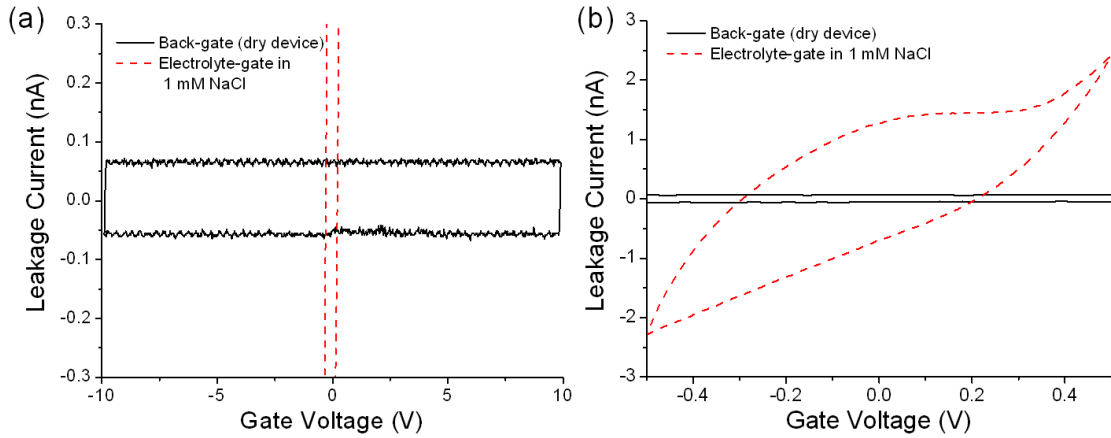 (a)
Back-gate (dry device)
Electrolyte-gate in
1 mM NaCl
Leakage Current (nA)
0.3
0.2
0.1
0.0
-0.1
-0.2
-0.3
-10
-5
0
5
10
Gate Voltage (V)
(b)
Back-gate (dry device)
Electrolyte-gate in 1 mM NaCl
Leakage Current (nA)
3
2
1
0
-1
-2
-3
-0.4
-0.2
0.0
0.2
0.4
Gate Voltage (V)